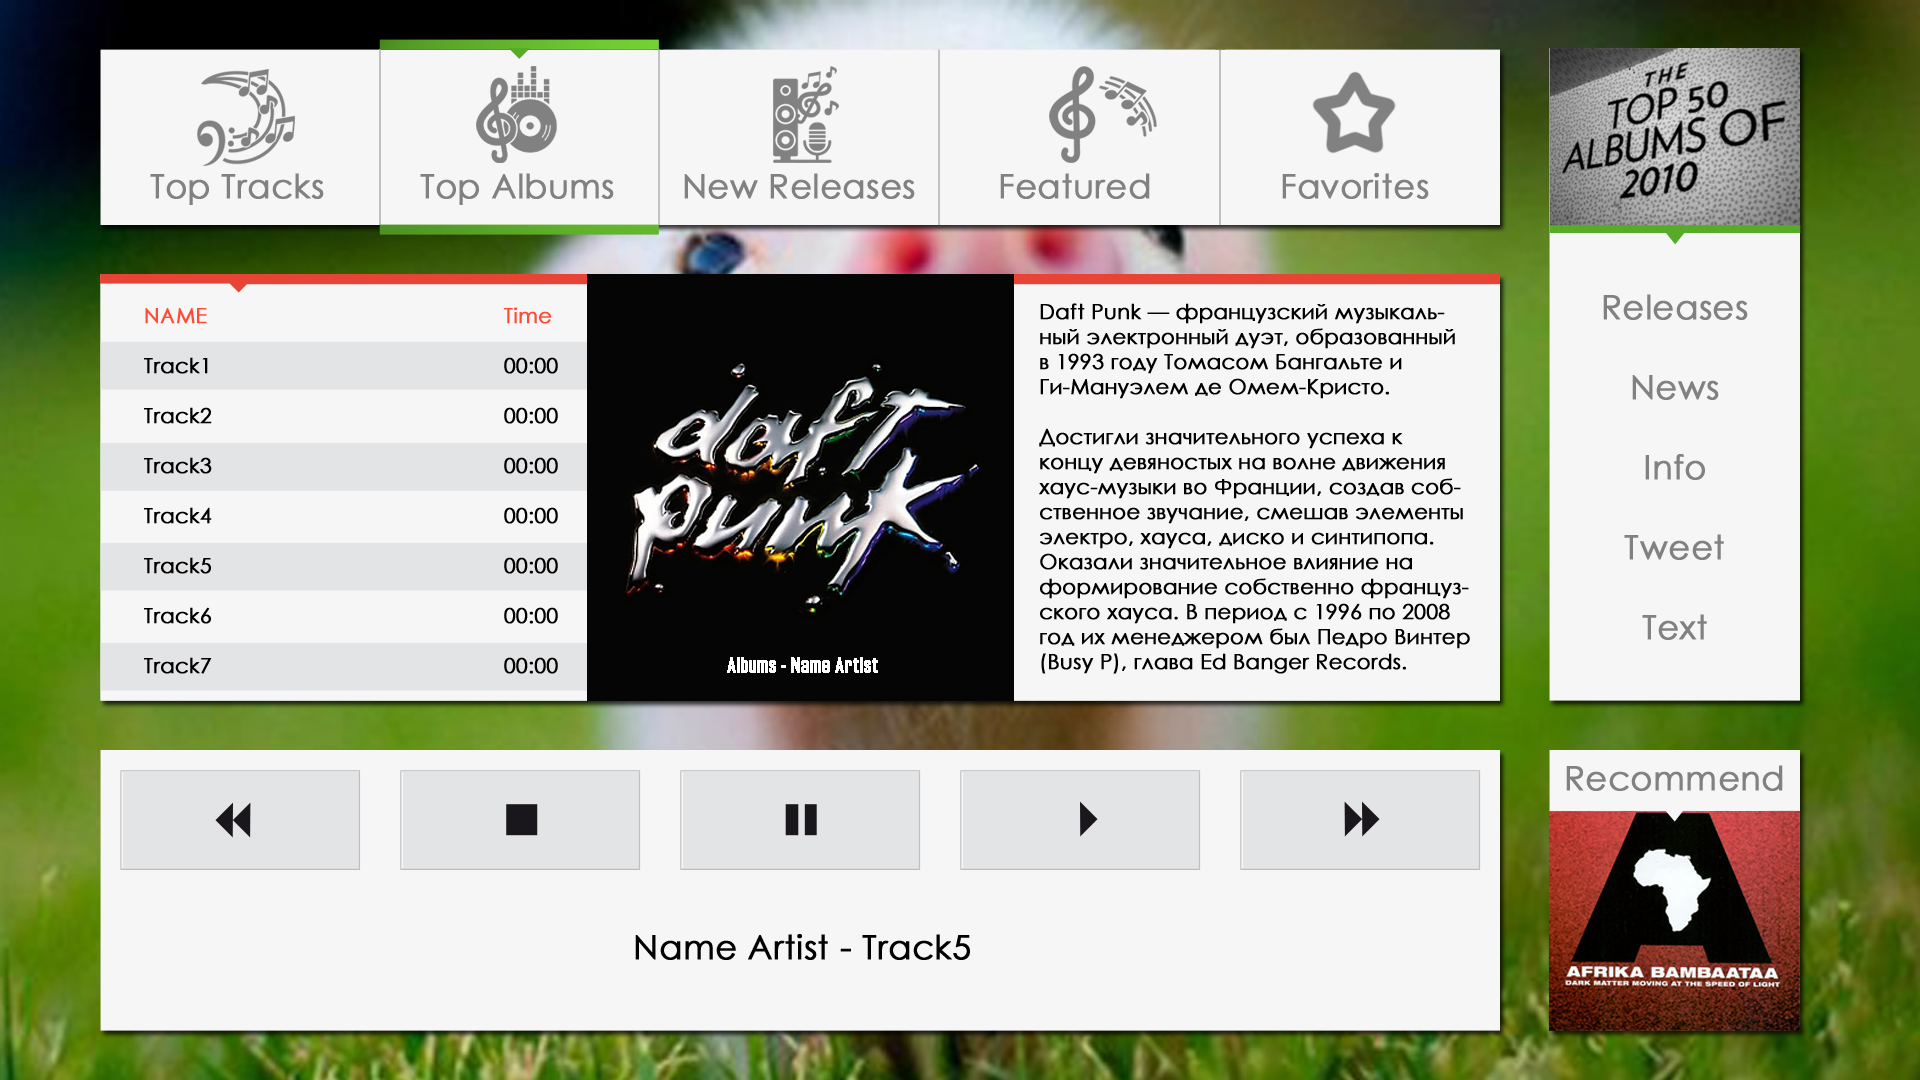 Top Tracks
Top Albums
New Releases
Featured
Favorites
THE
TOP 50
ALBUMS OF
2010
NAME Time
Track1 00:00
Track2 00:00
Track3 00:00
Track4 00:00
Track5 00:00
Track6 00:00
Track7 00:00
daft
punk
Albums - Name Artist
Daft Punk — французский музыкаль-
ный электронный дуэт, образованный
в 1993 году Томасом Бангальте и
Ги-Мануэлем де Омем-Кристо.
Достигли значительного успеха к
концу девяностых на волне движения
хаус-музыки во Франции, создав соб-
ственное звучание, смешав элементы
электро, хауса, диско и синтипопа.
Оказали значительное влияние на
формирование собственно француз-
ского хауса. В период с 1996 по 2008
год их менеджером был Педро Винтер
(Busy P), глава Ed Banger Records.
Releases
News
Info
Tweet
Text
Name Artist - Track5
Recommend
A
AFRIKA BAMBAATAA
DARK MATTER MOVING AT THE SPEED OF LIGHT